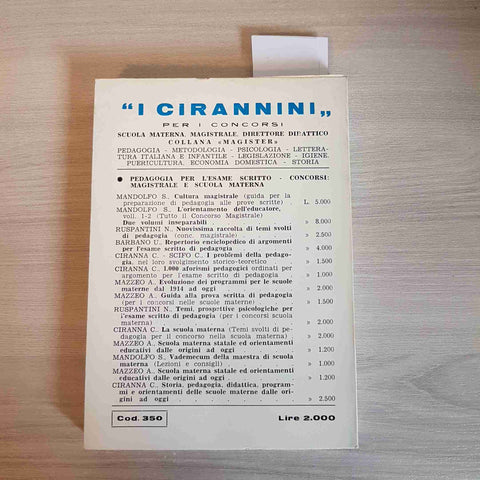 “I CIRANNINI„
PER I CONCORSI
SCUOLA MATERNA, MAGISTRALE, DIRETTORE DIDATTICO
COLLANA «MAGISTER»
PEDAGOGIA - METODOLOGIA - PSICOLOGIA - LETTERA-
TURA ITALIANA E INFANTILE - LEGISLAZIONE - IGIENE,
PUERICULTURA, ECONOMIA DOMESTICA - STORIA
● PEDAGOGIA PER L'ESAME SCRITTO - CONCORSI:
MAGISTRALE E SCUOLA MATERNA
MANDOLFO S., Cultura magistrale (guida per la
preparazione di pedagogia alle prove scritte) L. 5.000
MANDOLFO S., L'orientamento dell'educatore,
voll. 1-2 (Tutto il Concorso Magistrale)
Due volumi inseparabili » 8.000
RUSPANTINI N., Nuovissima raccolta di temi svolti
di pedagogia (conc. magistrale) . . » 2.500
BARBANO U., Repertorio enciclopedico di argomenti
per l'esame scritto di pedagogia » 4.000
CIRANNA C. - SCIFO C., I problemi della pedago-
gia, nel loro svolgimento storico-teoretico » 1.500
CIRANNA C., 1.000 aforismi pedagogici ordinati per
argomento per l'esame scritto di pedagogia » 1.000
MAZZEO A., Evoluzione dei programmi per le scuole
materne dal 1914 ad oggi » 2.000
MAZZEO A., Guida alla prova scritta di pedagogia
(per i concorsi nelle scuole materne) » 1.500
RUSPANTINI N., Temi, prospettive psicologiche per
l'esame scritto di pedagogia (per i concorsi scuola
materna) » 2.000
CIRANNA C., La scuola materna (Temi svolti di pe-
dagogia per il concorso nella scuola materna) » 2.000
MAZZEO A., Scuola materna statale ed orientamenti
educativi dalle origini ad oggi » 1.200
MANDOLFO S., Vademecum della maestra di scuola
materna (Lezioni e consigli) » 1.000
MAZZEO A., Scuola materna statale ed orientamenti
educativi dalle origini ad oggi » 1.200
CIRANNA C., Storia, pedagogia, didattica, program-
mi e orientamenti delle scuole materne dalle ori-
gini ad oggi » 2.500
Cod. 350 Lire 2.000